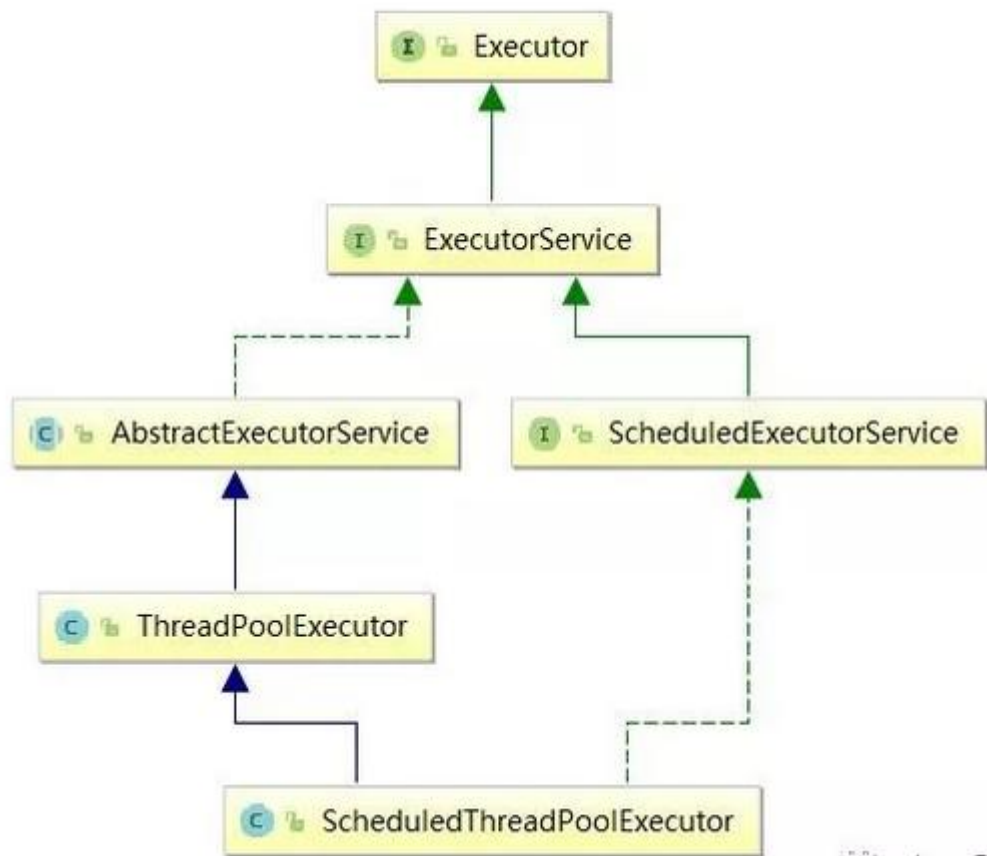 I Executor
I ExecutorService
C AbstractExecutorService
I ScheduledExecutorService
C ThreadPoolExecutor
C ScheduledThreadPoolExecutor